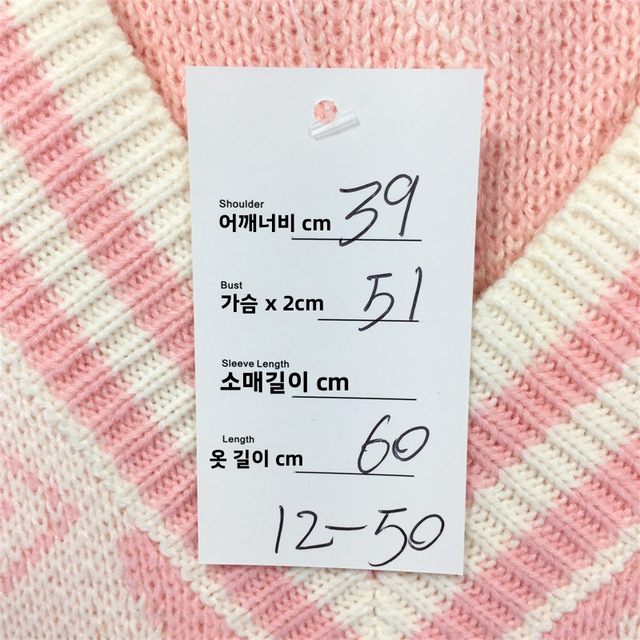 Shoulder
어깨너비 cm 39
Bust
가슴 x 2cm 51
Sleeve Length
소매길이 cm
Length
옷 길이 cm 60
12-50